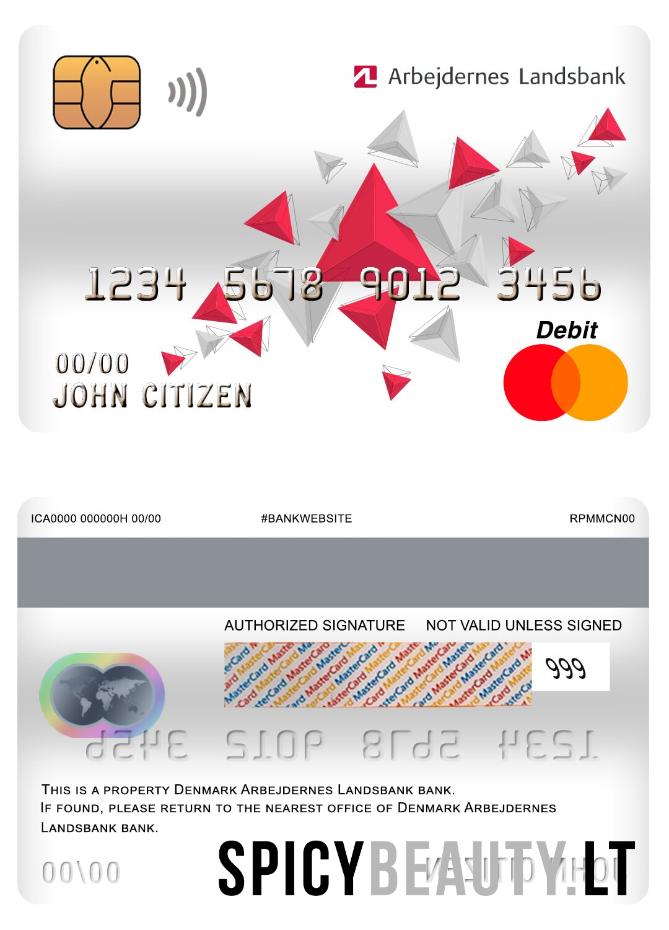 Arbejdernes Landsbank
1234 5678 9012 3456
Debit
00/00
JOHN CITIZEN
ICA0000 000000H 00/00 #BANKWEBSITE RPMMCN00
AUTHORIZED SIGNATURE NOT VALID UNLESS SIGNED
MasterCard MasterCard MasterCard MasterCard
999
THIS IS A PROPERTY DENMARK ARBEJDERNES LANDSBANK BANK.
IF FOUND, PLEASE RETURN TO THE NEAREST OFFICE OF DENMARK ARBEJDERNES
LANDSBANK BANK.
SPICYBEAUTY.LT